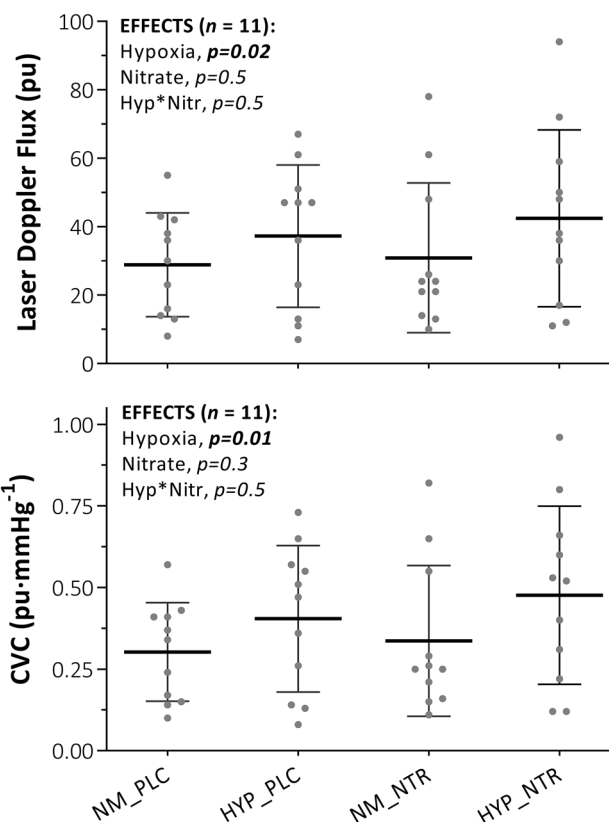 Laser Doppler Flux (pu)
100
80
60
40
20
0
EFFECTS (n = 11):
Hypoxia, p=0.02
Nitrate, p=0.5
Hyp*Nitr, p=0.5
CVC (pu·mmHg⁻¹)
1.00
0.75
0.50
0.25
0.00
EFFECTS (n = 11):
Hypoxia, p=0.01
Nitrate, p=0.3
Hyp*Nitr, p=0.5
NM_PLC
HYP_PLC
NM_NTR
HYP_NTR